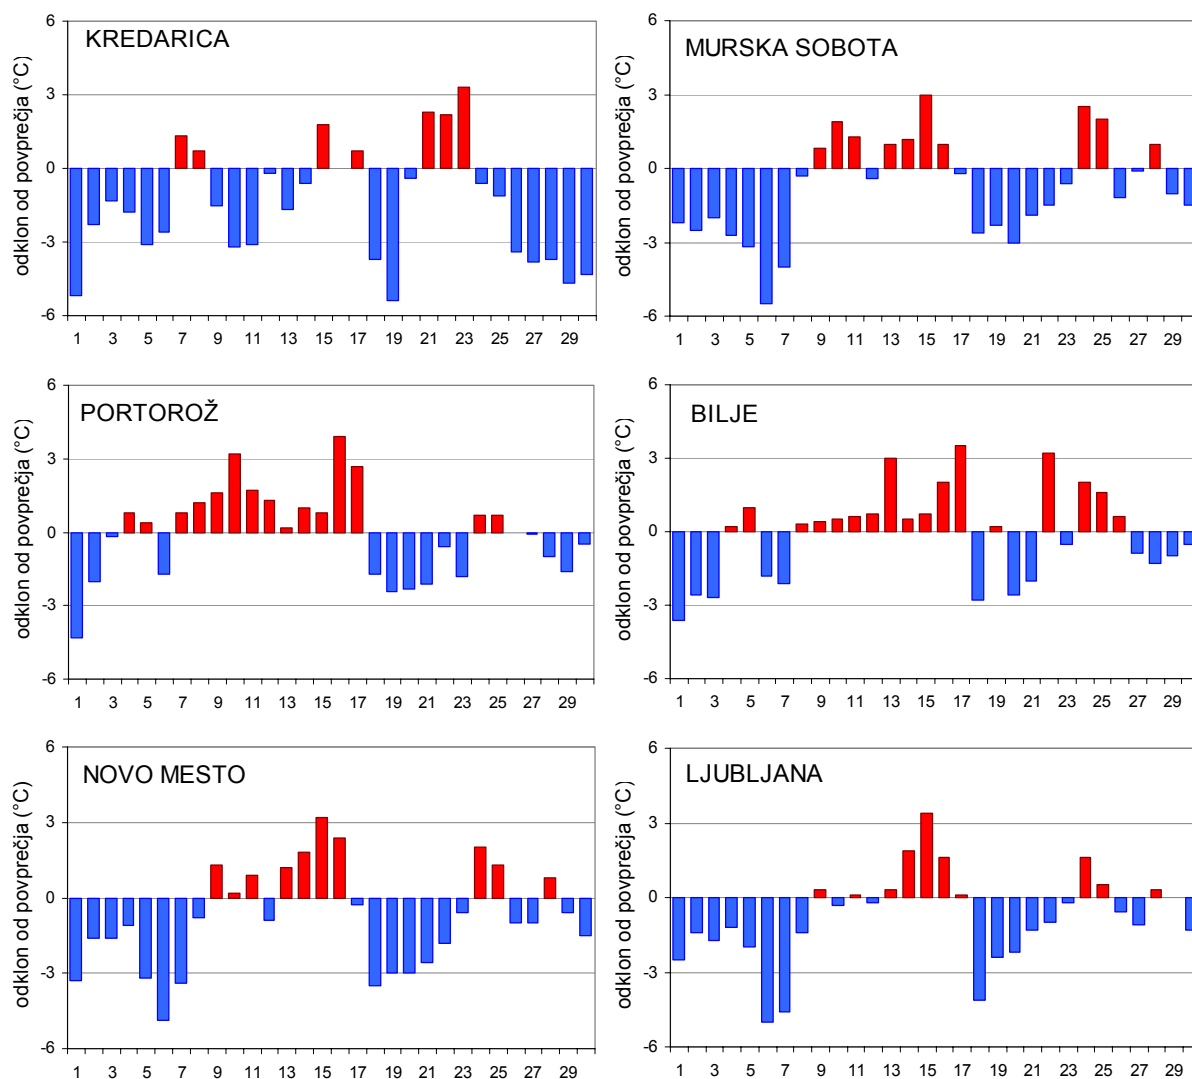 KREDARICA
odklon od povprečja (°C)
6
3
0
-3
-6
1 3 5 7 9 11 13 15 17 19 21 23 25 27 29
MURSKA SOBOTA
odklon od povprečja (°C)
6
3
0
-3
-6
1 3 5 7 9 11 13 15 17 19 21 23 25 27 29
PORTOROŽ
odklon od povprečja (°C)
6
3
0
-3
-6
1 3 5 7 9 11 13 15 17 19 21 23 25 27 29
BILJE
odklon od povprečja (°C)
6
3
0
-3
-6
1 3 5 7 9 11 13 15 17 19 21 23 25 27 29
NOVO MESTO
odklon od povprečja (°C)
6
3
0
-3
-6
1 3 5 7 9 11 13 15 17 19 21 23 25 27 29
LJUBLJANA
odklon od povprečja (°C)
6
3
0
-3
-6
1 3 5 7 9 11 13 15 17 19 21 23 25 27 29